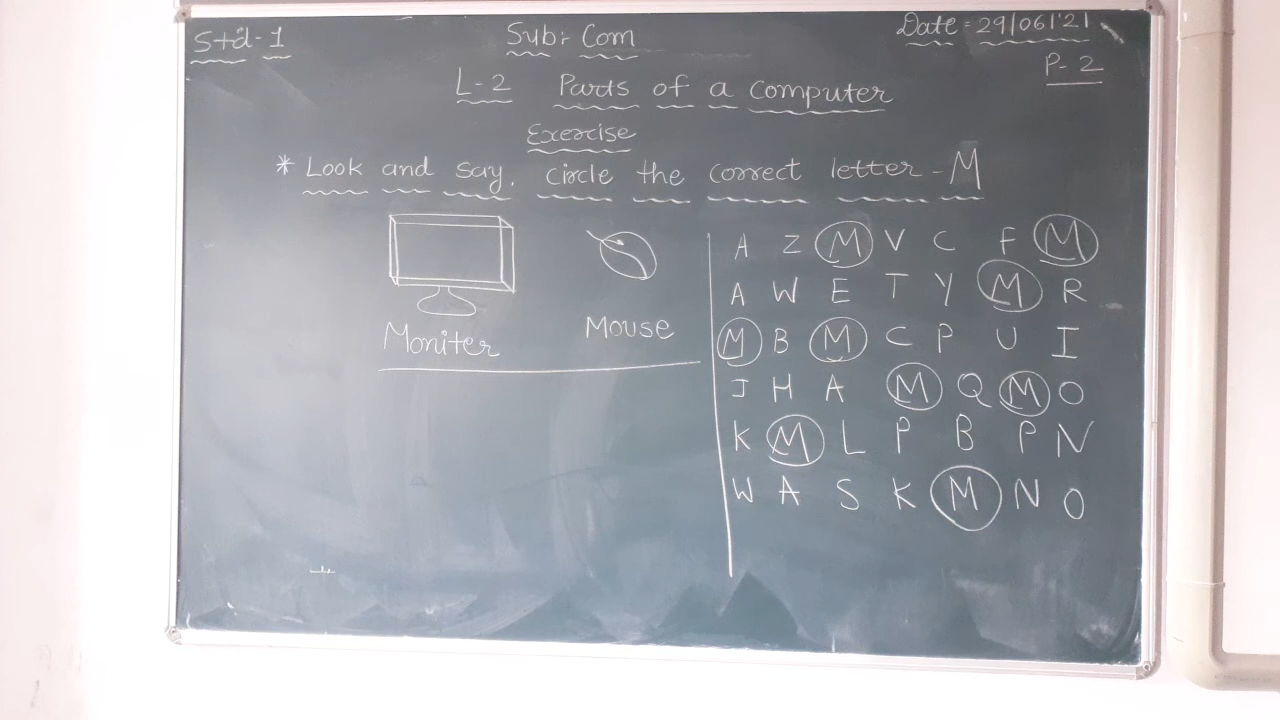 Std-1 Sub:- Com Date = 29/06/'21
P-2
L-2 Parts of a computer
Exercise
* Look and say, circle the correct letter - M
Moniter Mouse
A Z M V C F M
A W E T Y M R
M B M C P U I
J H A M Q M O
K M L P B P N
W A S K M N O